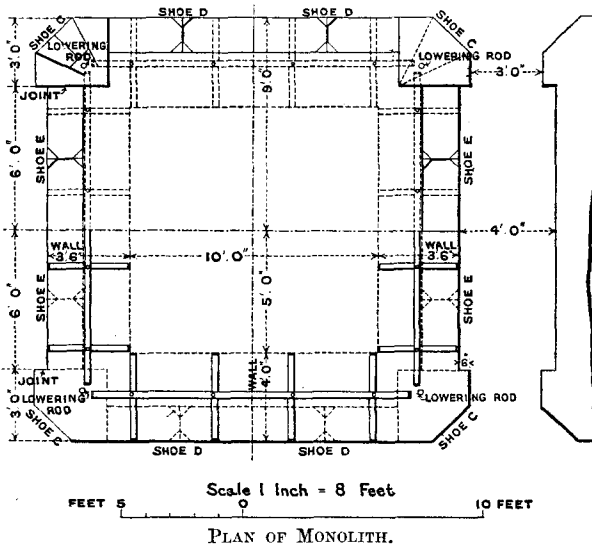 SHOE D SHOE D
SHOE C
LOWERING ROD
SHOE C
LOWERING ROD
3'.0"
3'.0"
JOINT
9'.0"
6'.0"
SHOE E
SHOE E
4'.0"
WALL
3'.6"
10'.0"
WALL
3'.6"
6'.0"
SHOE E
5'.0"
SHOE E
6"
JOINT
WALL
4'.0"
LOWERING ROD
LOWERING ROD
3'.0"
SHOE C
SHOE C
SHOE D SHOE D
Scale 1 Inch = 8 Feet
FEET 5 0 10 FEET
PLAN OF MONOLITH.